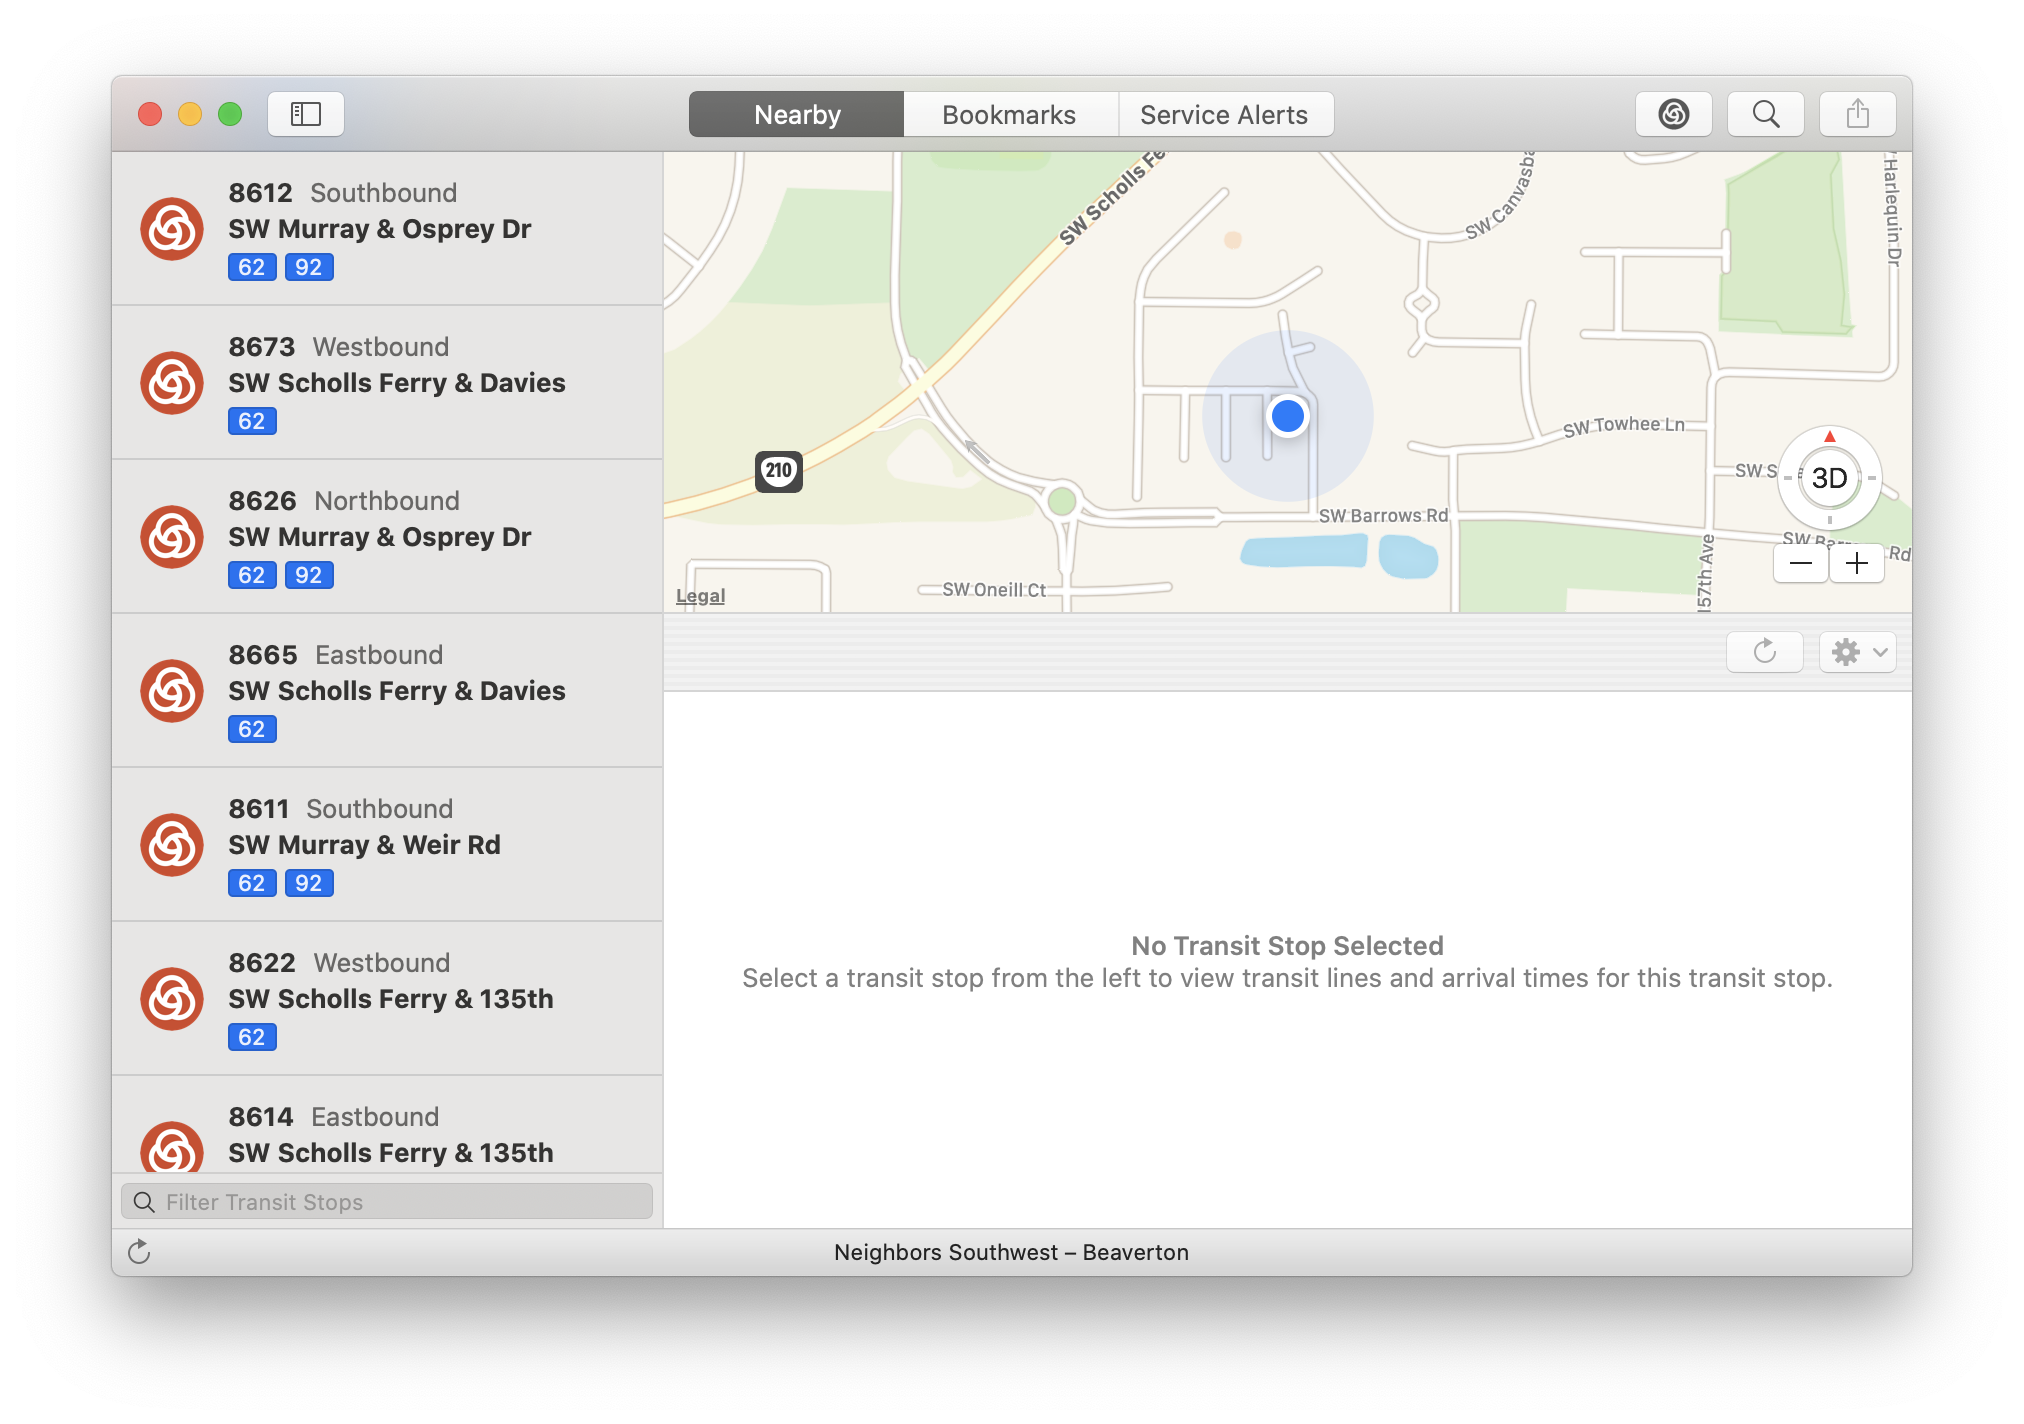 Nearby
Bookmarks
Service Alerts
8612 Southbound
SW Murray & Osprey Dr
62 92
8673 Westbound
SW Scholls Ferry & Davies
62
8626 Northbound
SW Murray & Osprey Dr
62 92
8665 Eastbound
SW Scholls Ferry & Davies
62
8611 Southbound
SW Murray & Weir Rd
62 92
8622 Westbound
SW Scholls Ferry & 135th
62
8614 Eastbound
SW Scholls Ferry & 135th
Filter Transit Stops
SW Scholls Fe
SW Canvasba
Harlequin Dr
210
SW Towhee Ln
SW S
3D
SW Barrows Rd
SW Bar Rd
157th Ave
SW Oneill Ct
Legal
No Transit Stop Selected
Select a transit stop from the left to view transit lines and arrival times for this transit stop.
Neighbors Southwest – Beaverton